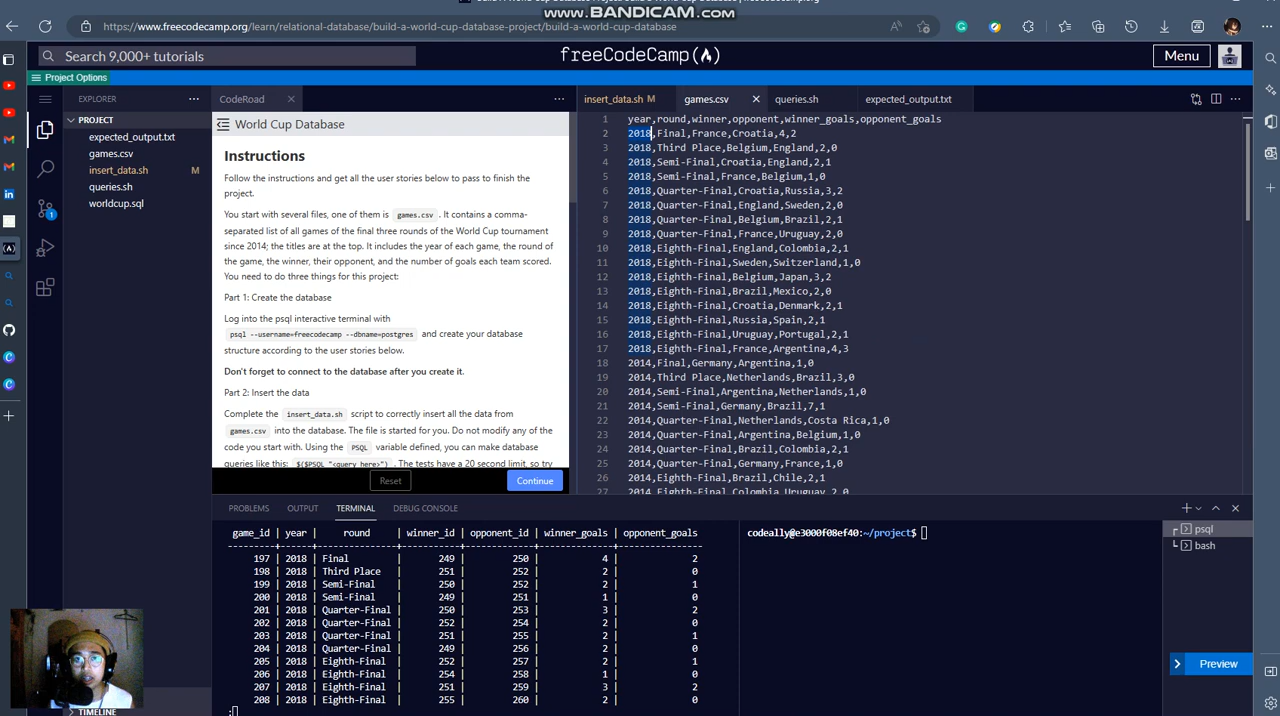 www.BANDICAM.com
https://www.freecodecamp.org/learn/relational-database/build-a-world-cup-database-project/build-a-world-cup-database
Search 9,000+ tutorials
freeCodeCamp
Menu
Project Options
EXPLORER
CodeRoad
insert_data.sh M
games.csv
queries.sh
expected_output.txt
PROJECT
expected_output.txt
games.csv
insert_data.sh M
queries.sh
worldcup.sql
World Cup Database
Instructions
Follow the instructions and get all the user stories below to pass to finish the
project.
You start with several files, one of them is games.csv . It contains a comma-
separated list of all games of the final three rounds of the World Cup tournament
since 2014; the titles are at the top. It includes the year of each game, the round of
the game, the winner, their opponent, and the number of goals each team scored.
You need to do three things for this project:
Part 1: Create the database
Log into the psql interactive terminal with
psql --username=freecodecamp --dbname=postgres and create your database
structure according to the user stories below.
Don't forget to connect to the database after you create it.
Part 2: Insert the data
Complete the insert_data.sh script to correctly insert all the data from
games.csv into the database. The file is started for you. Do not modify any of the
code you start with. Using the PSQL variable defined, you can make database
queries like this: $($PSQL "<query here>") . The tests have a 20 second limit, so try
Reset
Continue
1 year,round,winner,opponent,winner_goals,opponent_goals
2 2018,Final,France,Croatia,4,2
3 2018,Third Place,Belgium,England,2,0
4 2018,Semi-Final,Croatia,England,2,1
5 2018,Semi-Final,France,Belgium,1,0
6 2018,Quarter-Final,Croatia,Russia,3,2
7 2018,Quarter-Final,England,Sweden,2,0
8 2018,Quarter-Final,Belgium,Brazil,2,1
9 2018,Quarter-Final,France,Uruguay,2,0
10 2018,Eighth-Final,England,Colombia,2,1
11 2018,Eighth-Final,Sweden,Switzerland,1,0
12 2018,Eighth-Final,Belgium,Japan,3,2
13 2018,Eighth-Final,Brazil,Mexico,2,0
14 2018,Eighth-Final,Croatia,Denmark,2,1
15 2018,Eighth-Final,Russia,Spain,2,1
16 2018,Eighth-Final,Uruguay,Portugal,2,1
17 2018,Eighth-Final,France,Argentina,4,3
18 2014,Final,Germany,Argentina,1,0
19 2014,Third Place,Netherlands,Brazil,3,0
20 2014,Semi-Final,Argentina,Netherlands,1,0
21 2014,Semi-Final,Germany,Brazil,7,1
22 2014,Quarter-Final,Netherlands,Costa Rica,1,0
23 2014,Quarter-Final,Argentina,Belgium,1,0
24 2014,Quarter-Final,Brazil,Colombia,2,1
25 2014,Quarter-Final,Germany,France,1,0
26 2014,Eighth-Final,Brazil,Chile,2,1
27 2014,Eighth-Final,Colombia,Uruguay,2,0
PROBLEMS OUTPUT TERMINAL DEBUG CONSOLE
game_id | year | round | winner_id | opponent_id | winner_goals | opponent_goals
197 | 2018 | Final | 249 | 250 | 4 | 2
198 | 2018 | Third Place | 251 | 252 | 2 | 0
199 | 2018 | Semi-Final | 250 | 252 | 2 | 1
200 | 2018 | Semi-Final | 249 | 251 | 1 | 0
201 | 2018 | Quarter-Final | 250 | 253 | 3 | 2
202 | 2018 | Quarter-Final | 252 | 254 | 2 | 0
203 | 2018 | Quarter-Final | 251 | 255 | 2 | 1
204 | 2018 | Quarter-Final | 249 | 256 | 2 | 0
205 | 2018 | Eighth-Final | 252 | 257 | 2 | 1
206 | 2018 | Eighth-Final | 254 | 258 | 1 | 0
207 | 2018 | Eighth-Final | 251 | 259 | 3 | 2
208 | 2018 | Eighth-Final | 255 | 260 | 2 | 0
:
codeally@e3000f08ef40:~/project$
psql
bash
Preview
TIMELINE